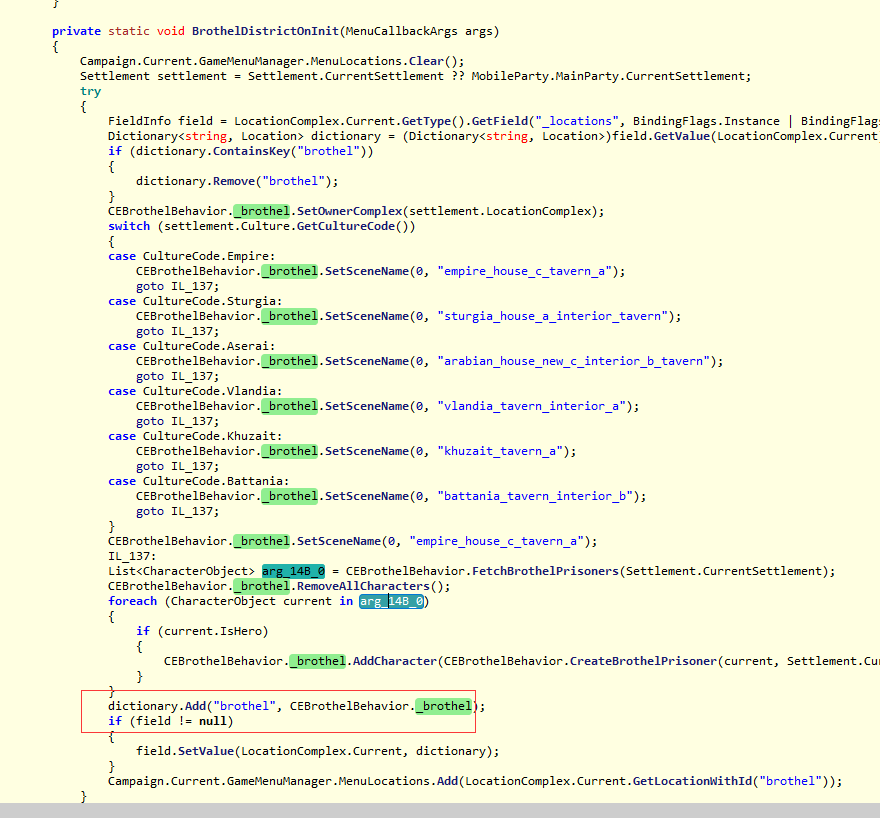 }
private static void BrothelDistrictOnInit(MenuCallbackArgs args)
{
Campaign.Current.GameMenuManager.MenuLocations.Clear();
Settlement settlement = Settlement.CurrentSettlement ?? MobileParty.MainParty.CurrentSettlement;
try
{
FieldInfo field = LocationComplex.Current.GetType().GetField("_locations", BindingFlags.Instance | BindingFlags
Dictionary<string, Location> dictionary = (Dictionary<string, Location>)field.GetValue(LocationComplex.Current
if (dictionary.ContainsKey("brothel"))
{
dictionary.Remove("brothel");
}
CEBrothelBehavior._brothel.SetOwnerComplex(settlement.LocationComplex);
switch (settlement.Culture.GetCultureCode())
{
case CultureCode.Empire:
CEBrothelBehavior._brothel.SetSceneName(0, "empire_house_c_tavern_a");
goto IL_137;
case CultureCode.Sturgia:
CEBrothelBehavior._brothel.SetSceneName(0, "sturgia_house_a_interior_tavern");
goto IL_137;
case CultureCode.Aserai:
CEBrothelBehavior._brothel.SetSceneName(0, "arabian_house_new_c_interior_b_tavern");
goto IL_137;
case CultureCode.Vlandia:
CEBrothelBehavior._brothel.SetSceneName(0, "vlandia_tavern_interior_a");
goto IL_137;
case CultureCode.Khuzait:
CEBrothelBehavior._brothel.SetSceneName(0, "khuzait_tavern_a");
goto IL_137;
case CultureCode.Battania:
CEBrothelBehavior._brothel.SetSceneName(0, "battania_tavern_interior_b");
goto IL_137;
}
CEBrothelBehavior._brothel.SetSceneName(0, "empire_house_c_tavern_a");
IL_137:
List<CharacterObject> arg_14B_0 = CEBrothelBehavior.FetchBrothelPrisoners(Settlement.CurrentSettlement);
CEBrothelBehavior._brothel.RemoveAllCharacters();
foreach (CharacterObject current in arg_14B_0)
{
if (current.IsHero)
{
CEBrothelBehavior._brothel.AddCharacter(CEBrothelBehavior.CreateBrothelPrisoner(current, Settlement.Cu
}
}
dictionary.Add("brothel", CEBrothelBehavior._brothel);
if (field != null)
{
field.SetValue(LocationComplex.Current, dictionary);
}
Campaign.Current.GameMenuManager.MenuLocations.Add(LocationComplex.Current.GetLocationWithId("brothel"));
}